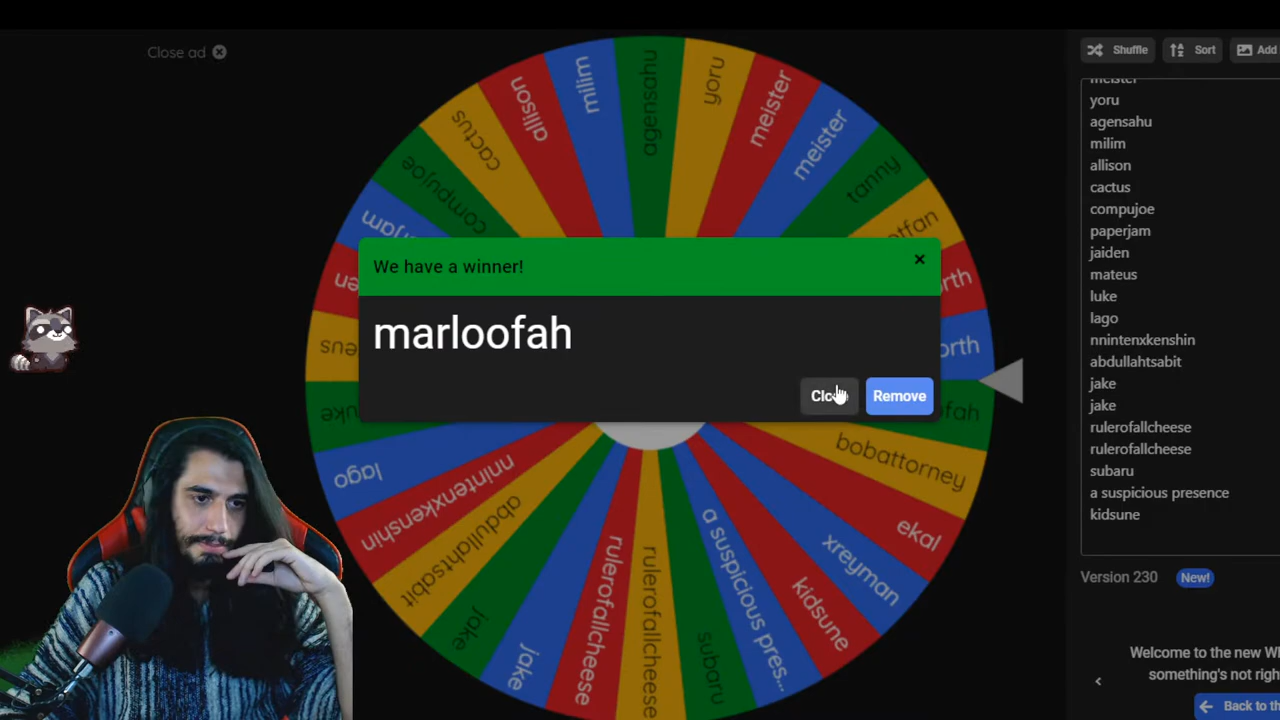 Close ad
Shuffle
Sort
Add
meister
yoru
agensahu
milim
allison
cactus
compujoe
paperjam
jaiden
mateus
luke
lago
nnintenxkenshin
abdullahtsabit
jake
jake
rulerofallcheese
rulerofallcheese
subaru
a suspicious presence
kidsune
Version 230
New!
Welcome to the new
something's not righ
Back to th
We have a winner!
marloofah
Remove
agensahu
yoru
meister
meister
tanny
bobattorney
ekal
xreyman
kidsune
a suspicious pres...
subaru
rulerofallcheese
rulerofallcheese
jake
jake
abdullahtsabit
nnintenxkenshin
lago
luke
compujoe
cactus
allison
milim